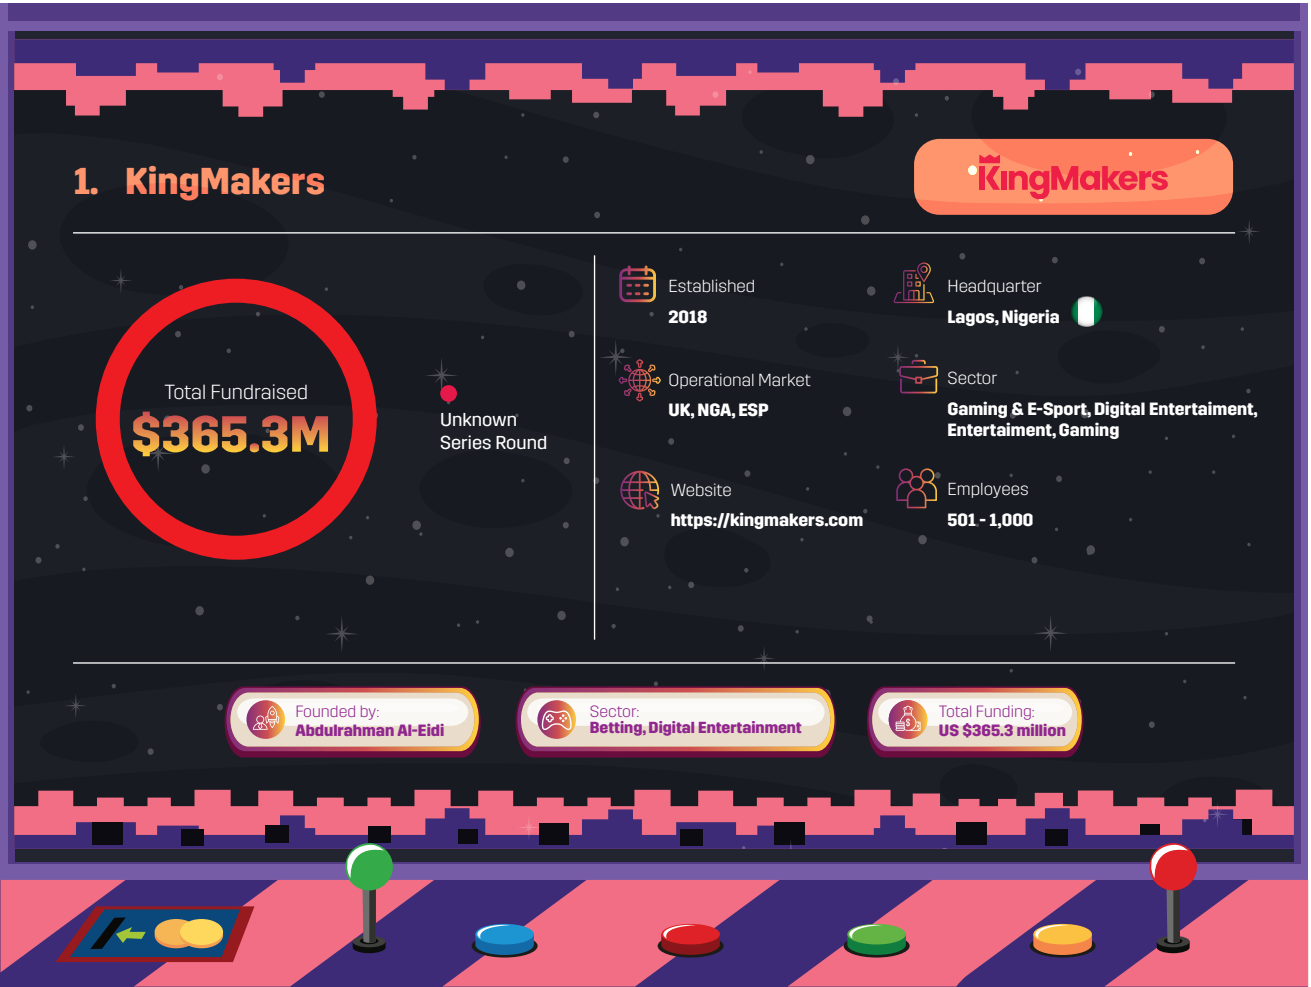 1. KingMakers
KingMakers
Total Fundraised
$365.3M
Unknown
Series Round
Established
2018
Headquarter
Lagos, Nigeria
Operational Market
UK, NGA, ESP
Sector
Gaming & E-Sport, Digital Entertaiment,
Entertaiment, Gaming
Website
https://kingmakers.com
Employees
501 - 1,000
Founded by:
Abdulrahman Al-Eidi
Sector:
Betting, Digital Entertainment
Total Funding:
US $365.3 million